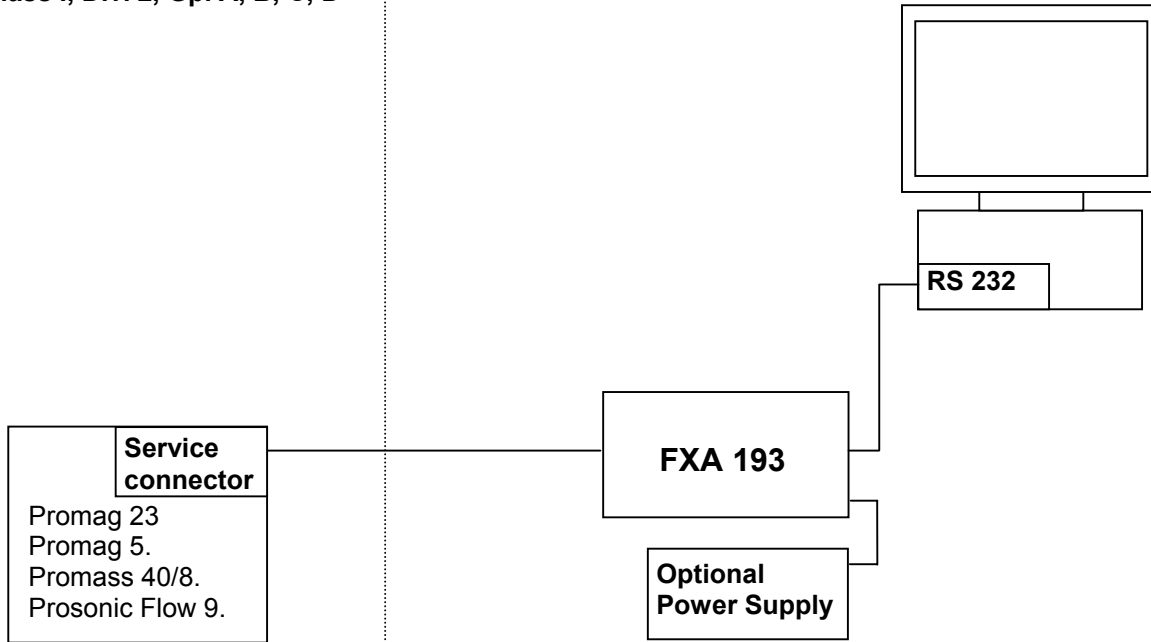 RS 232
Service
connector
FXA 193
Promag 23
Promag 5.
Promass 40/8.
Prosonic Flow 9.
Optional
Power Supply